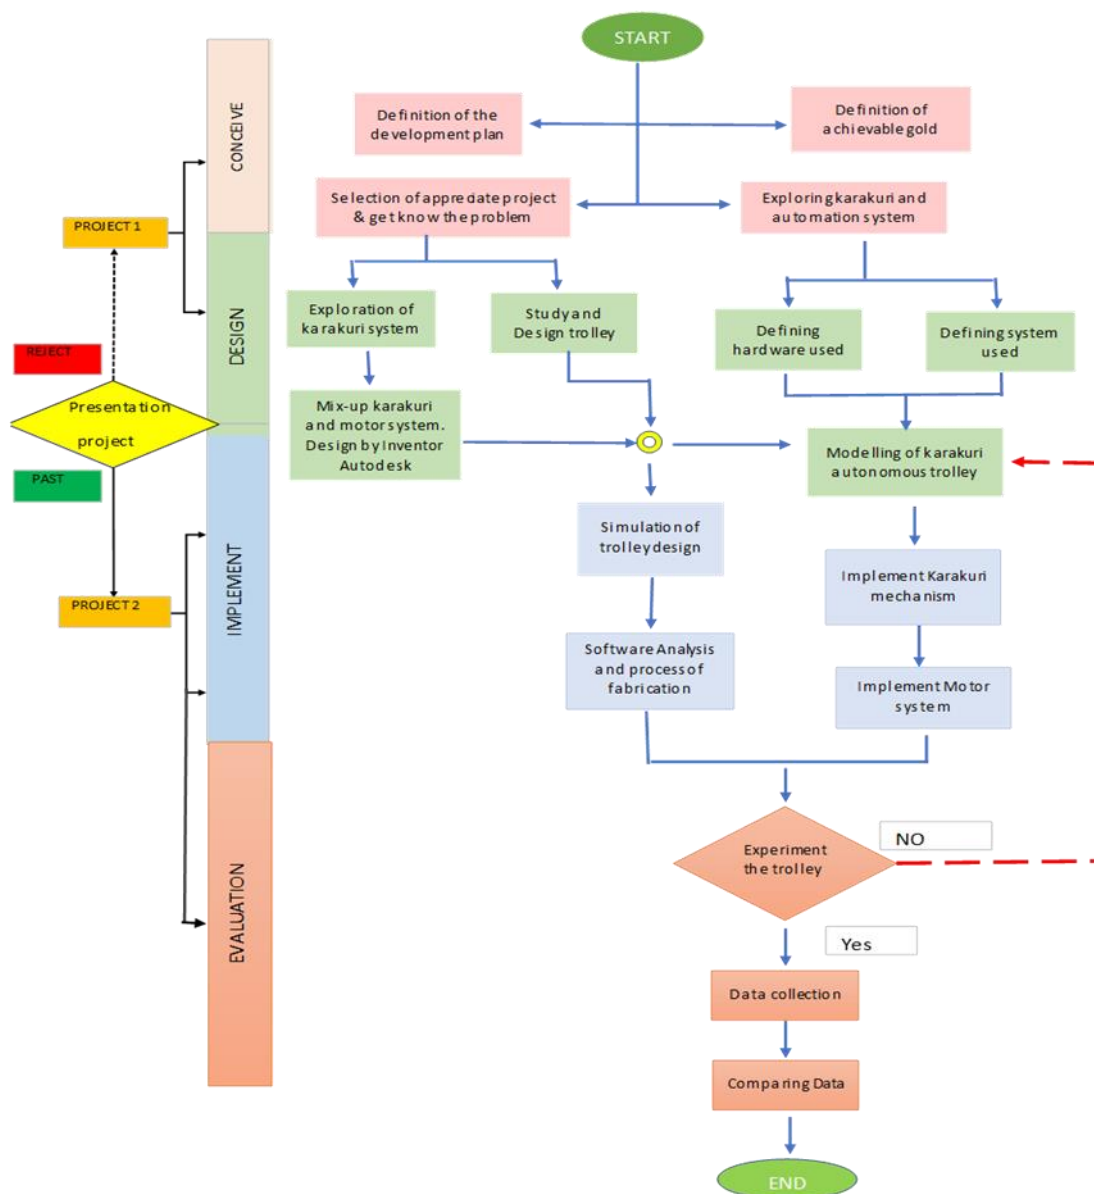 START
CONCEIVE
Definition of the
development plan
Definition of
achievable gold
Selection of appreciate project
& get know the problem
Exploring karakuri and
automation system
PROJECT 1
DESIGN
Exploration of
karakuri system
Study and
Design trolley
Defining
hardware used
Defining system
used
REJECT
Presentation
project
PAST
Mix-up karakuri
and motor system.
Design by Inventor
Autodesk
Modelling of karakuri
autonomous trolley
IMPLEMENT
Simulation of
trolley design
Implement Karakuri
mechanism
PROJECT 2
Software Analysis
and process of
fabrication
Implement Motor
system
EVALUATION
Experiment
the trolley
NO
Yes
Data collection
Comparing Data
END